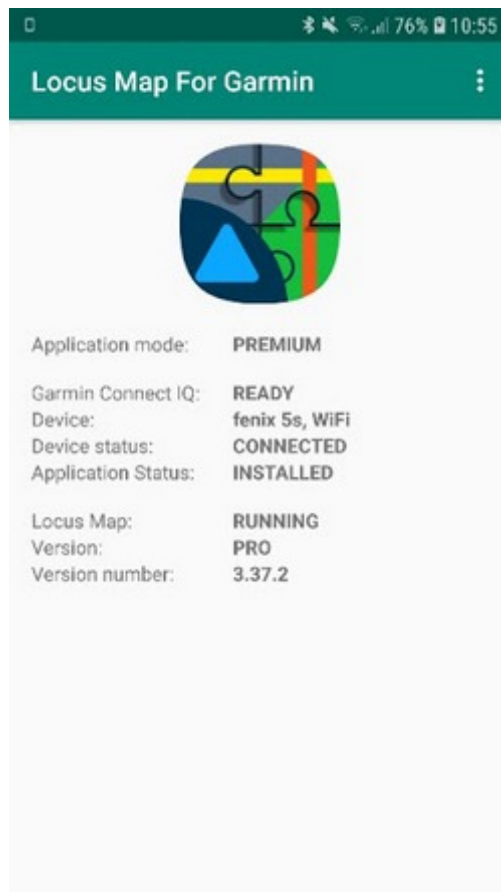 76% 10:55
Locus Map For Garmin
Application mode: PREMIUM
Garmin Connect IQ: READY
Device: fenix 5s, WiFi
Device status: CONNECTED
Application Status: INSTALLED
Locus Map: RUNNING
Version: PRO
Version number: 3.37.2